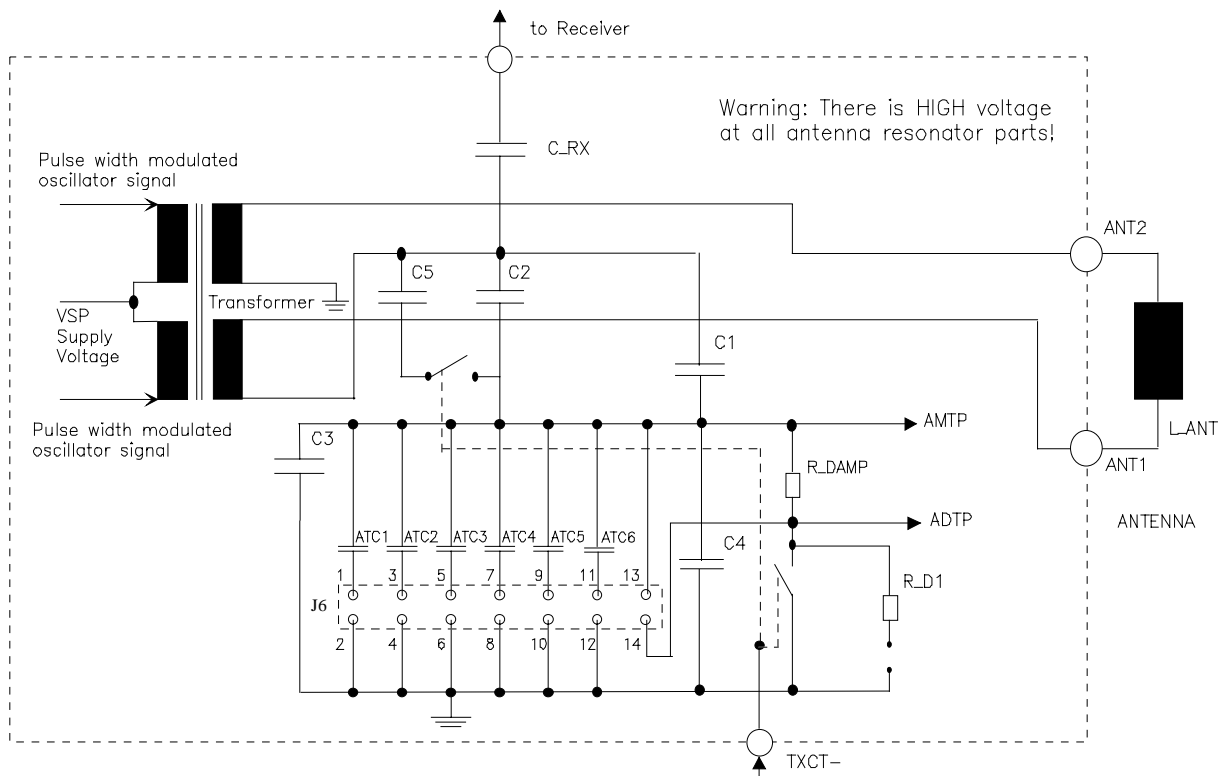 to Receiver
Warning: There is HIGH voltage
at all antenna resonator parts!
C_RX
Pulse width modulated
oscillator signal
ANT2
C5
C2
Transformer
VSP
Supply
Voltage
C1
Pulse width modulated
oscillator signal
C3
AMTP
L_ANT
ANT1
R_DAMP
ADTP
ANTENNA
ATC1
ATC2
ATC3
ATC4
ATC5
ATC6
C4
1
3
5
7
9
11
13
R_D1
J6
2
4
6
8
10
12
14
TXCT-